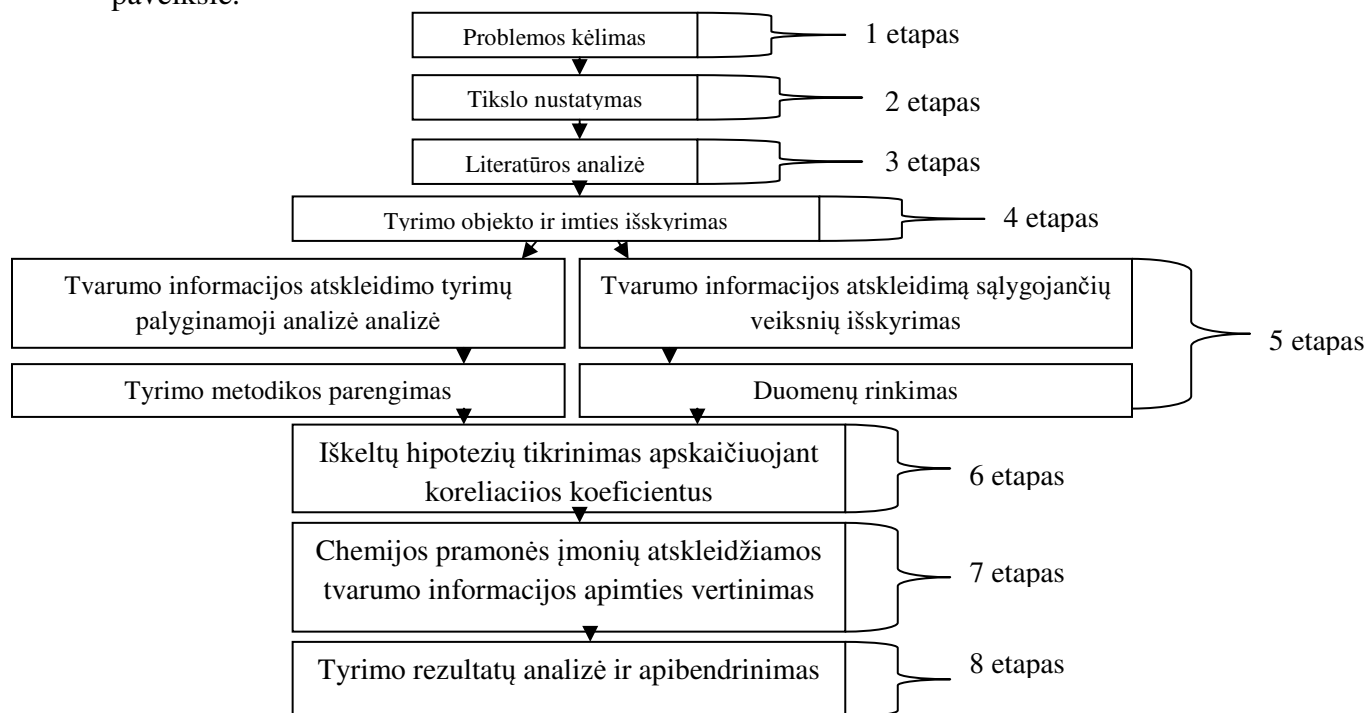 paveiksle.
Problemos kėlimas
1 etapas
Tikslo nustatymas
2 etapas
Literatūros analizė
3 etapas
Tyrimo objekto ir imties išskyrimas
4 etapas
Tvarumo informacijos atskleidimo tyrimų
palyginamoji analizė analizė
Tvarumo informacijos atskleidimą sąlygojančių
veiksnių išskyrimas
5 etapas
Tyrimo metodikos parengimas
Duomenų rinkimas
Iškeltų hipotezių tikrinimas apskaičiuojant
koreliacijos koeficientus
6 etapas
Chemijos pramonės įmonių atskleidžiamos
tvarumo informacijos apimties vertinimas
7 etapas
Tyrimo rezultatų analizė ir apibendrinimas
8 etapas